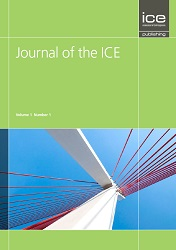 ice
publishing
Journal of the ICE
Volume 1 Number 1